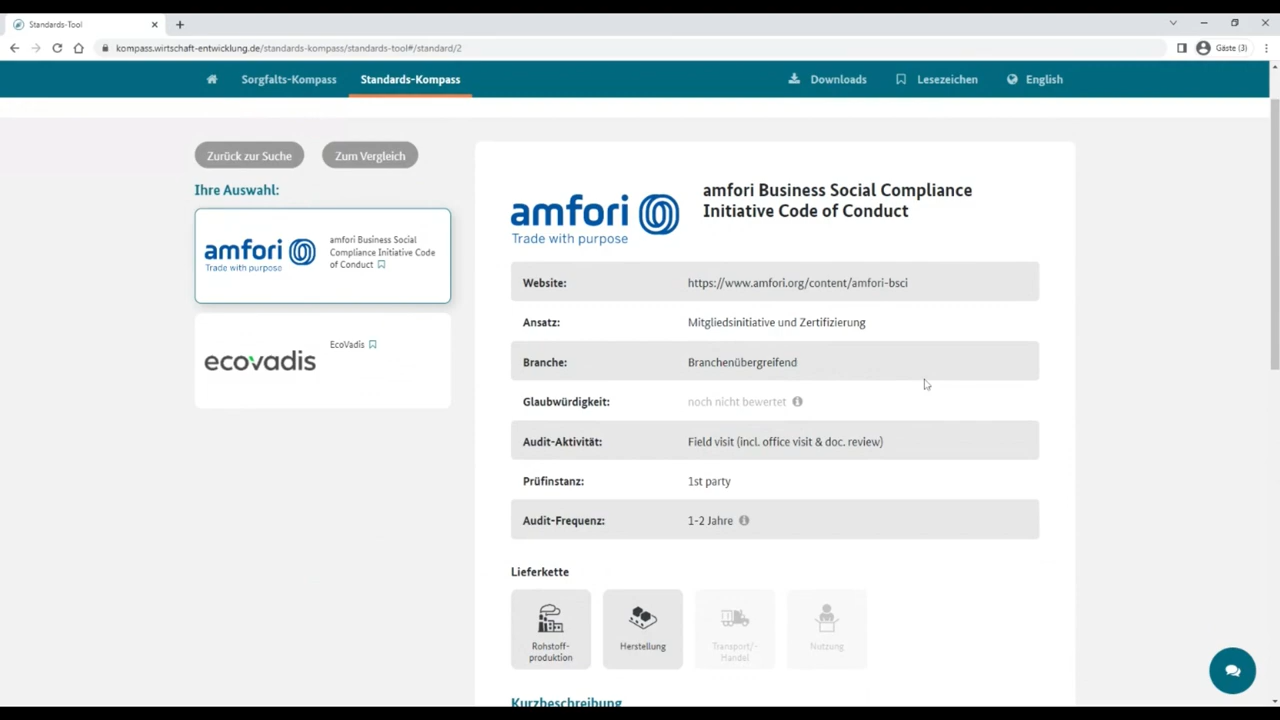 Standards-Tool
kompass.wirtschaft-entwicklung.de/standards-kompass/standards-tool#/standard/2
Gäste (3)
Sorgfalts-Kompass
Standards-Kompass
Downloads
Lesezeichen
English
Zurück zur Suche
Zum Vergleich
Ihre Auswahl:
amfori
Trade with purpose
amfori Business Social
Compliance Initiative Code
of Conduct
ecovadis
EcoVadis
amfori
Trade with purpose
amfori Business Social Compliance
Initiative Code of Conduct
Website: https://www.amfori.org/content/amfori-bsci
Ansatz: Mitgliedsinitiative und Zertifizierung
Branche: Branchenübergreifend
Glaubwürdigkeit: noch nicht bewertet
Audit-Aktivität: Field visit (incl. office visit & doc. review)
Prüfinstanz: 1st party
Audit-Frequenz: 1-2 Jahre
Lieferkette
Rohstoff-
produktion
Herstellung
Transport/-
Handel
Nutzung
Kurzbeschreibung